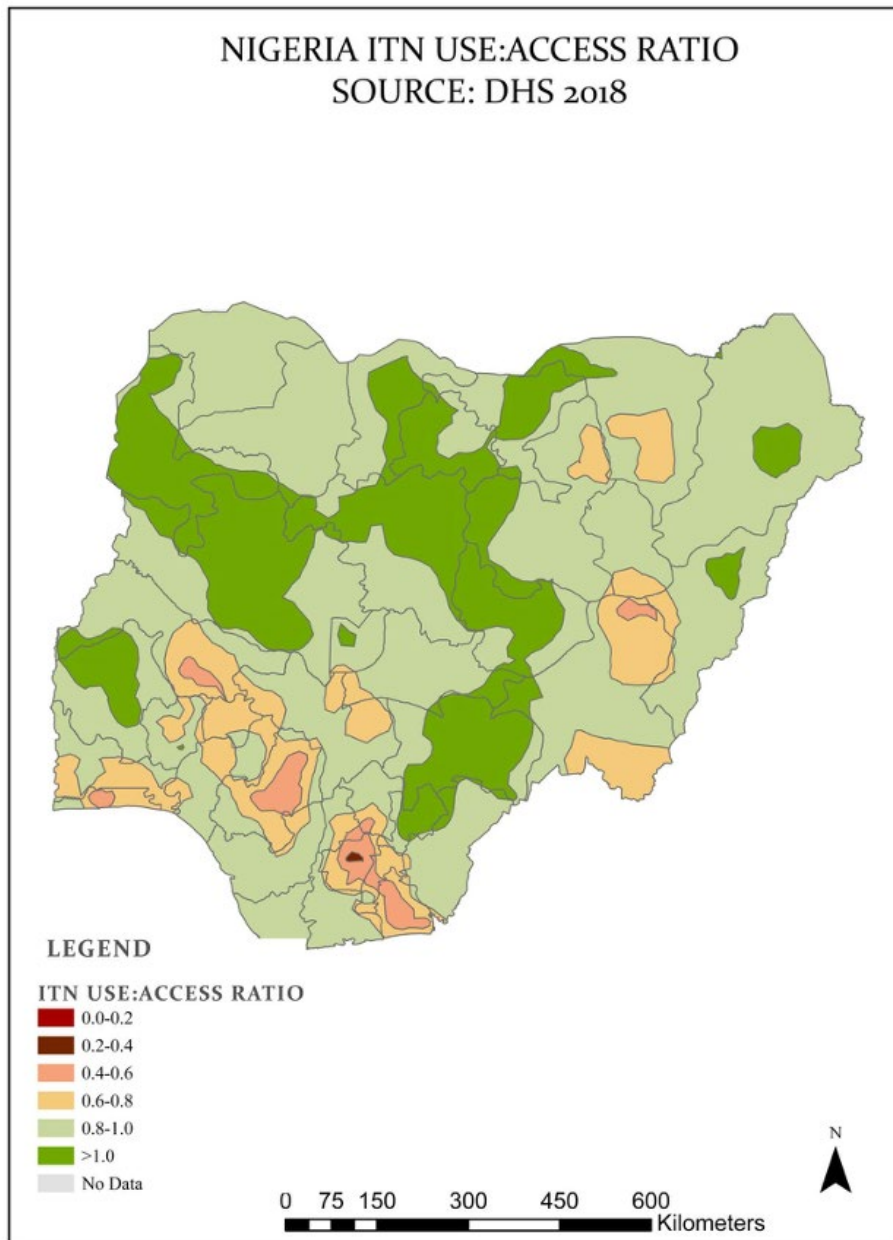 NIGERIA ITN USE:ACCESS RATIO
SOURCE: DHS 2018
LEGEND
ITN USE:ACCESS RATIO
0.0-0.2
0.2-0.4
0.4-0.6
0.6-0.8
0.8-1.0
>1.0
No Data
N
0 75 150 300 450 600
Kilometers